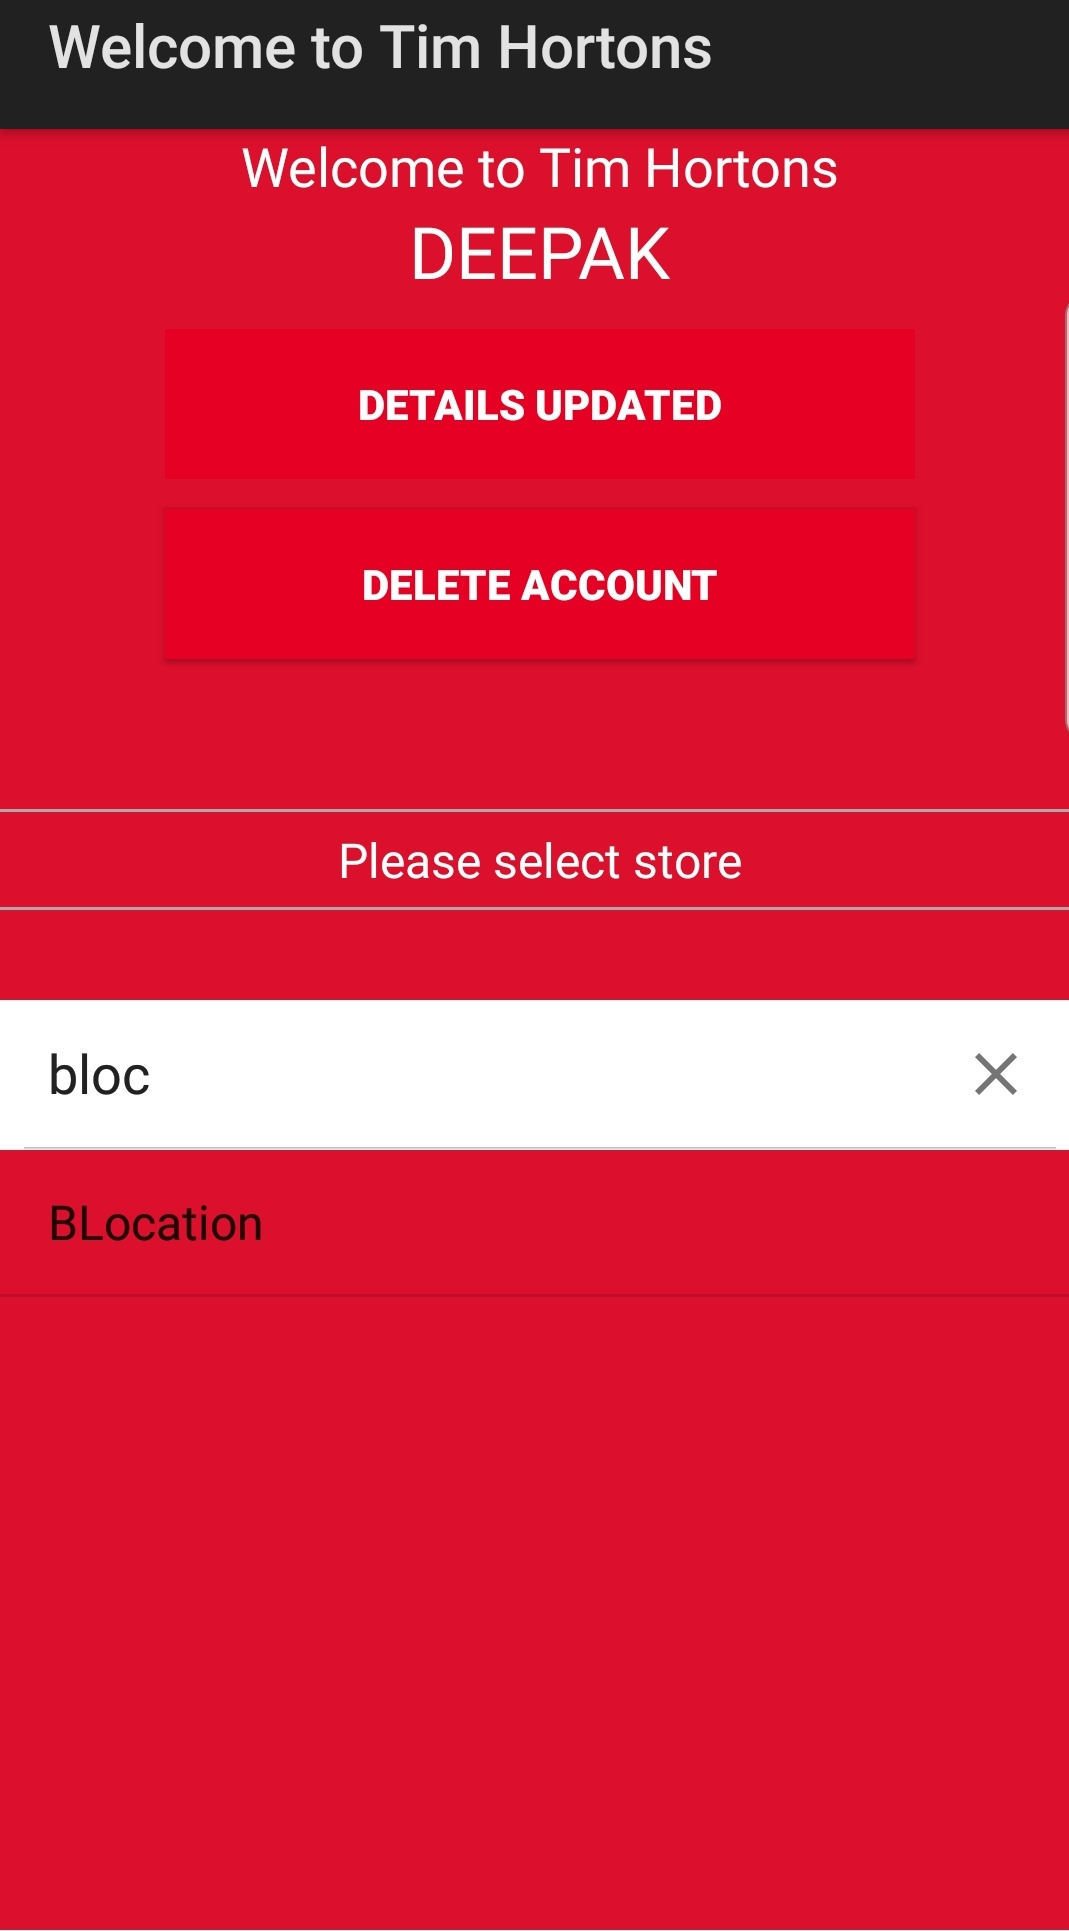 Welcome to Tim Hortons
Welcome to Tim Hortons
DEEPAK
DETAILS UPDATED
DELETE ACCOUNT
Please select store
bloc
BLocation